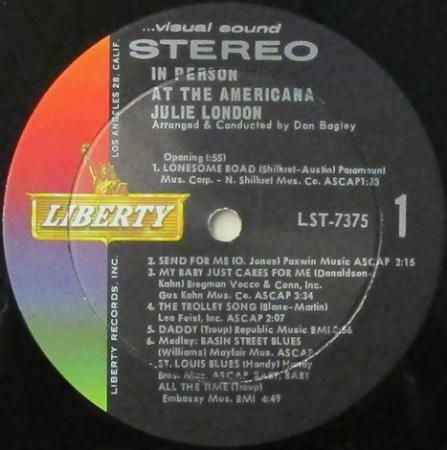 ...visual sound
STEREO
IN PERSON
AT THE AMERICANA
JULIE LONDON
Arranged & Conducted by Don Bagley
Opening (:55)
1. LONESOME ROAD (Shilkret-Austin) Paramount
Mus. Corp. - N. Shilkret Mus. Co. ASCAP1:35
LOS ANGELES 28, CALIF.
LIBERTY
LST-7375
1
LIBERTY RECORDS, INC.
2. SEND FOR ME (O. Jones) Paxwin Music ASCAP 2:15
3. MY BABY JUST CARES FOR ME (Donaldson-
Kahn) Bregman Vocco & Conn, Inc.
Gus Kahn Mus. ASCAP 3:34
4. THE TROLLEY SONG (Blane-Martin)
Leo Feist, Inc. ASCAP 2:07
5. DADDY (Troup) Republic Music BMI :56
6. Medley: BASIN STREET BLUES
(Williams) Mayfair Mus. ASCAP
ST. LOUIS BLUES (Handy) Handy
Bros. Mus. ASCAP, BABY, BABY
ALL THE TIME (Troup)
Embassy Mus. BMI 4:49